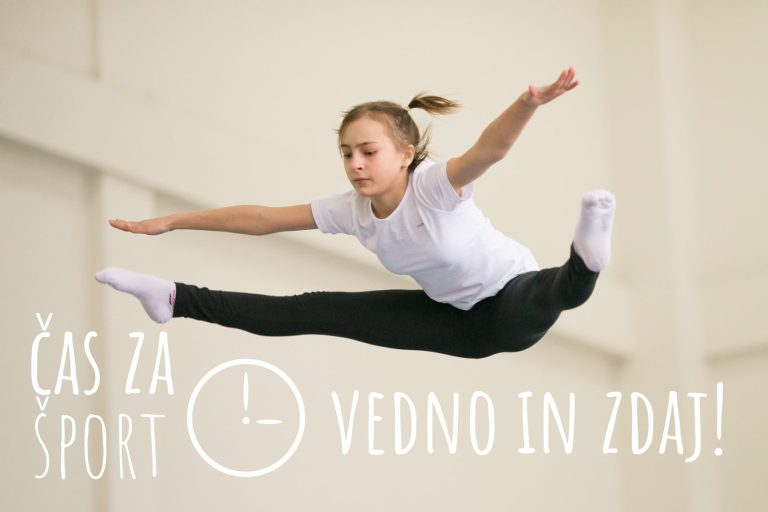 ČAS ZA
ŠPORT
VEDNO IN ZDAJ!